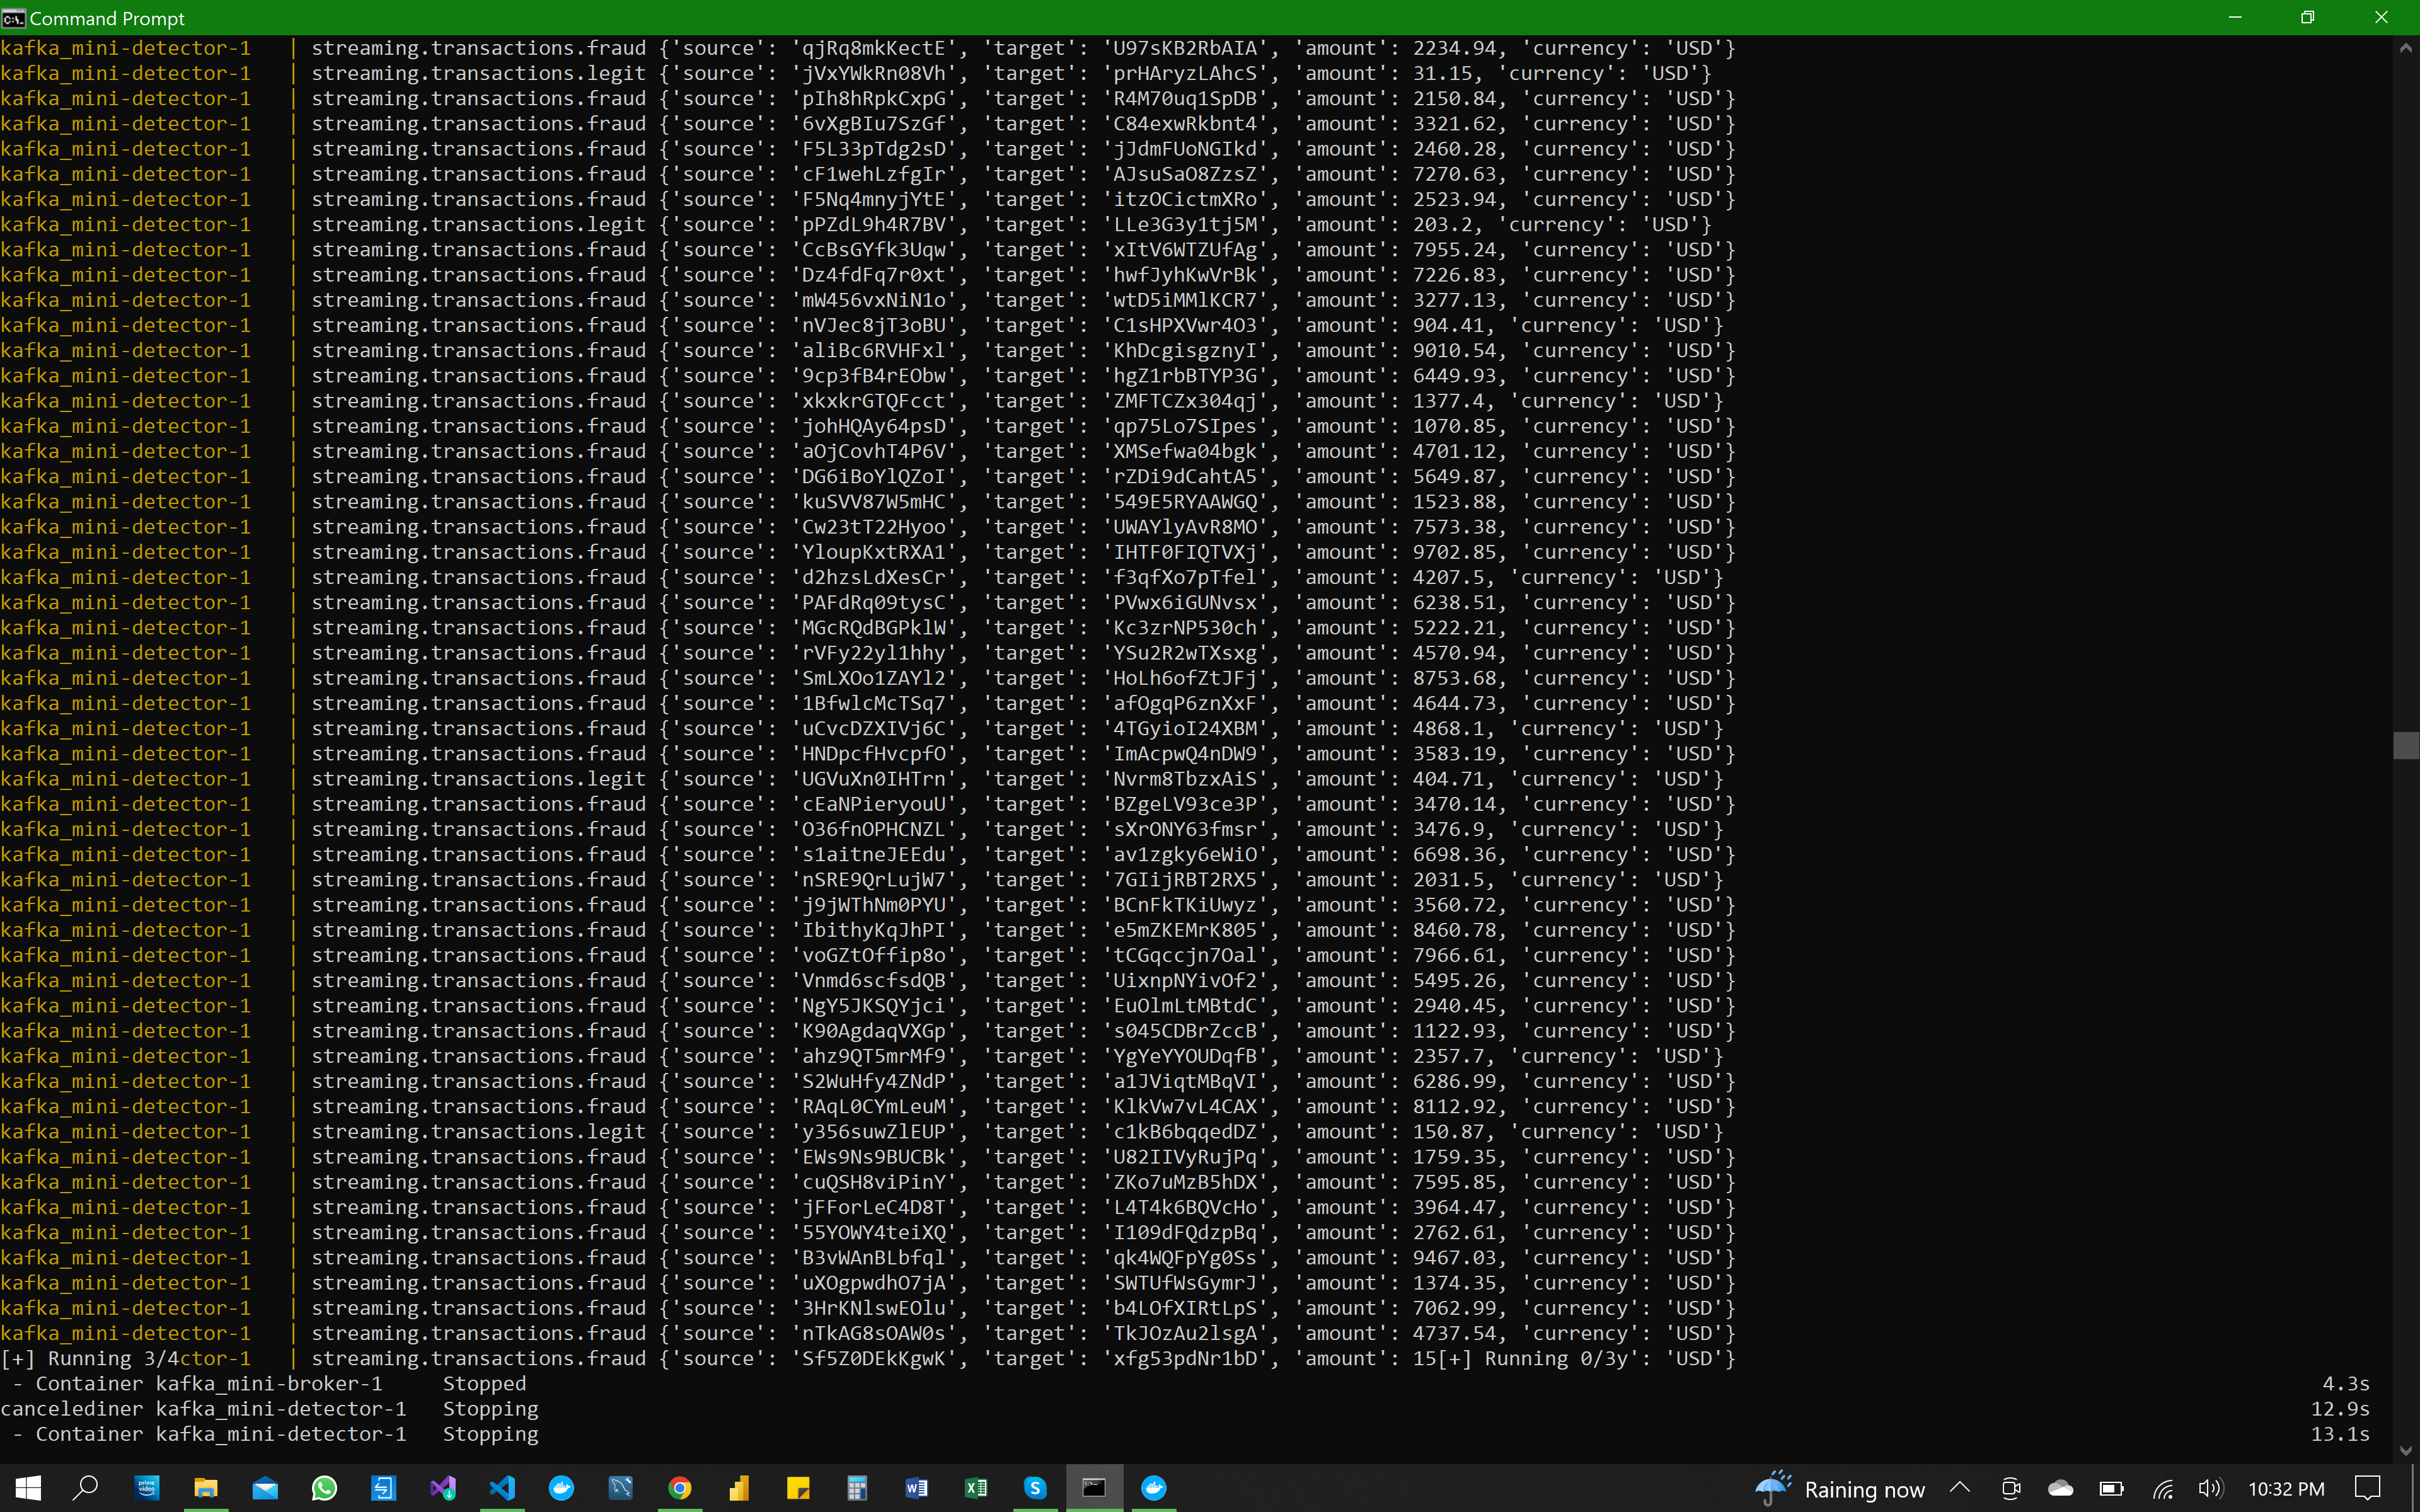 Command Prompt
kafka_mini-detector-1 | streaming.transactions.fraud {'source': 'qjRq8mkKectE', 'target': 'U97sKB2RbAIA', 'amount': 2234.94, 'currency': 'USD'}
kafka_mini-detector-1 | streaming.transactions.legit {'source': 'jVxYWkRn08Vh', 'target': 'prHAryzLAhcS', 'amount': 31.15, 'currency': 'USD'}
kafka_mini-detector-1 | streaming.transactions.fraud {'source': 'pIh8hRpkCxpG', 'target': 'R4M70uq1SpDB', 'amount': 2150.84, 'currency': 'USD'}
kafka_mini-detector-1 | streaming.transactions.fraud {'source': '6vXgBIu7SzGf', 'target': 'C84exwRkbnt4', 'amount': 3321.62, 'currency': 'USD'}
kafka_mini-detector-1 | streaming.transactions.fraud {'source': 'F5L33pTdg2sD', 'target': 'jJdmFUoNGIkd', 'amount': 2460.28, 'currency': 'USD'}
kafka_mini-detector-1 | streaming.transactions.fraud {'source': 'cF1wehLzfgIr', 'target': 'AJsuSaO8ZzsZ', 'amount': 7270.63, 'currency': 'USD'}
kafka_mini-detector-1 | streaming.transactions.fraud {'source': 'F5Nq4mnyjYtE', 'target': 'itzOCictmXRo', 'amount': 2523.94, 'currency': 'USD'}
kafka_mini-detector-1 | streaming.transactions.legit {'source': 'pPZdL9h4R7BV', 'target': 'LLe3G3y1tj5M', 'amount': 203.2, 'currency': 'USD'}
kafka_mini-detector-1 | streaming.transactions.fraud {'source': 'CcBsGYfk3Uqw', 'target': 'xItV6WTZUfAg', 'amount': 7955.24, 'currency': 'USD'}
kafka_mini-detector-1 | streaming.transactions.fraud {'source': 'Dz4fdFq7r0xt', 'target': 'hwfJyhKwVrBk', 'amount': 7226.83, 'currency': 'USD'}
kafka_mini-detector-1 | streaming.transactions.fraud {'source': 'mW456vxNiN1o', 'target': 'wtD5iMMlKCR7', 'amount': 3277.13, 'currency': 'USD'}
kafka_mini-detector-1 | streaming.transactions.fraud {'source': 'nVJec8jT3oBU', 'target': 'C1sHPXVwr4O3', 'amount': 904.41, 'currency': 'USD'}
kafka_mini-detector-1 | streaming.transactions.fraud {'source': 'aliBc6RVHFxl', 'target': 'KhDcgisgznyI', 'amount': 9010.54, 'currency': 'USD'}
kafka_mini-detector-1 | streaming.transactions.fraud {'source': '9cp3fB4rEObw', 'target': 'hgZ1rbBTYP3G', 'amount': 6449.93, 'currency': 'USD'}
kafka_mini-detector-1 | streaming.transactions.fraud {'source': 'xkxkrGTQFcct', 'target': 'ZMFTCZx304qj', 'amount': 1377.4, 'currency': 'USD'}
kafka_mini-detector-1 | streaming.transactions.fraud {'source': 'johHQAy64psD', 'target': 'qp75Lo7SIpes', 'amount': 1070.85, 'currency': 'USD'}
kafka_mini-detector-1 | streaming.transactions.fraud {'source': 'aOjCovhT4P6V', 'target': 'XMSefwa04bgk', 'amount': 4701.12, 'currency': 'USD'}
kafka_mini-detector-1 | streaming.transactions.fraud {'source': 'DG6iBoYlQZoI', 'target': 'rZDi9dCahtA5', 'amount': 5649.87, 'currency': 'USD'}
kafka_mini-detector-1 | streaming.transactions.fraud {'source': 'kuSVV87W5mHC', 'target': '549E5RYAAWGQ', 'amount': 1523.88, 'currency': 'USD'}
kafka_mini-detector-1 | streaming.transactions.fraud {'source': 'Cw23tT22Hyoo', 'target': 'UWAYlyAvR8MO', 'amount': 7573.38, 'currency': 'USD'}
kafka_mini-detector-1 | streaming.transactions.fraud {'source': 'YloupKxtRXA1', 'target': 'IHTF0FIQTVXj', 'amount': 9702.85, 'currency': 'USD'}
kafka_mini-detector-1 | streaming.transactions.fraud {'source': 'd2hzsLdXesCr', 'target': 'f3qfXo7pTfel', 'amount': 4207.5, 'currency': 'USD'}
kafka_mini-detector-1 | streaming.transactions.fraud {'source': 'PAFdRq09tysC', 'target': 'PVwx6iGUNvsx', 'amount': 6238.51, 'currency': 'USD'}
kafka_mini-detector-1 | streaming.transactions.fraud {'source': 'MGcRQdBGPklW', 'target': 'Kc3zrNP530ch', 'amount': 5222.21, 'currency': 'USD'}
kafka_mini-detector-1 | streaming.transactions.fraud {'source': 'rVFy22yl1hhy', 'target': 'YSu2R2wTXsxg', 'amount': 4570.94, 'currency': 'USD'}
kafka_mini-detector-1 | streaming.transactions.fraud {'source': 'SmLXOo1ZAYl2', 'target': 'HoLh6ofZtJFj', 'amount': 8753.68, 'currency': 'USD'}
kafka_mini-detector-1 | streaming.transactions.fraud {'source': '1BfwlcMcTSq7', 'target': 'afOgqP6znXxF', 'amount': 4644.73, 'currency': 'USD'}
kafka_mini-detector-1 | streaming.transactions.fraud {'source': 'uCvcDZXIVj6C', 'target': '4TGyioI24XBM', 'amount': 4868.1, 'currency': 'USD'}
kafka_mini-detector-1 | streaming.transactions.fraud {'source': 'HNDpcfHvcpfO', 'target': 'ImAcpwQ4nDW9', 'amount': 3583.19, 'currency': 'USD'}
kafka_mini-detector-1 | streaming.transactions.legit {'source': 'UGVuXn0IHTrn', 'target': 'Nvrm8TbzxAiS', 'amount': 404.71, 'currency': 'USD'}
kafka_mini-detector-1 | streaming.transactions.fraud {'source': 'cEaNPieryouU', 'target': 'BZgeLV93ce3P', 'amount': 3470.14, 'currency': 'USD'}
kafka_mini-detector-1 | streaming.transactions.fraud {'source': 'O36fnOPHCNZL', 'target': 'sXrONY63fmsr', 'amount': 3476.9, 'currency': 'USD'}
kafka_mini-detector-1 | streaming.transactions.fraud {'source': 's1aitneJEEdu', 'target': 'av1zgky6eWiO', 'amount': 6698.36, 'currency': 'USD'}
kafka_mini-detector-1 | streaming.transactions.fraud {'source': 'nSRE9QrLujW7', 'target': '7GIijRBT2RX5', 'amount': 2031.5, 'currency': 'USD'}
kafka_mini-detector-1 | streaming.transactions.fraud {'source': 'j9jWThNm0PYU', 'target': 'BCnFkTKiUwyz', 'amount': 3560.72, 'currency': 'USD'}
kafka_mini-detector-1 | streaming.transactions.fraud {'source': 'IbithyKqJhPI', 'target': 'e5mZKEMrK805', 'amount': 8460.78, 'currency': 'USD'}
kafka_mini-detector-1 | streaming.transactions.fraud {'source': 'voGZtOffip8o', 'target': 'tCGqccjn7Oal', 'amount': 7966.61, 'currency': 'USD'}
kafka_mini-detector-1 | streaming.transactions.fraud {'source': 'Vnmd6scfsdQB', 'target': 'UixnpNYivOf2', 'amount': 5495.26, 'currency': 'USD'}
kafka_mini-detector-1 | streaming.transactions.fraud {'source': 'NgY5JKSQYjci', 'target': 'EuOlmLtMBtdC', 'amount': 2940.45, 'currency': 'USD'}
kafka_mini-detector-1 | streaming.transactions.fraud {'source': 'K90AgdaqVXGp', 'target': 's045CDBrZccB', 'amount': 1122.93, 'currency': 'USD'}
kafka_mini-detector-1 | streaming.transactions.fraud {'source': 'ahz9QT5mrMf9', 'target': 'YgYeYYOUDqfB', 'amount': 2357.7, 'currency': 'USD'}
kafka_mini-detector-1 | streaming.transactions.fraud {'source': 'S2WuHfy4ZNdP', 'target': 'a1JViqtMBqVI', 'amount': 6286.99, 'currency': 'USD'}
kafka_mini-detector-1 | streaming.transactions.fraud {'source': 'RAqL0CYmLeuM', 'target': 'KlkVw7vL4CAX', 'amount': 8112.92, 'currency': 'USD'}
kafka_mini-detector-1 | streaming.transactions.legit {'source': 'y356suwZlEUP', 'target': 'c1kB6bqqedDZ', 'amount': 150.87, 'currency': 'USD'}
kafka_mini-detector-1 | streaming.transactions.fraud {'source': 'EWs9Ns9BUCBk', 'target': 'U82IIVyRujPq', 'amount': 1759.35, 'currency': 'USD'}
kafka_mini-detector-1 | streaming.transactions.fraud {'source': 'cuQSH8viPinY', 'target': 'ZKo7uMzB5hDX', 'amount': 7595.85, 'currency': 'USD'}
kafka_mini-detector-1 | streaming.transactions.fraud {'source': 'jFForLeC4D8T', 'target': 'L4T4k6BQVcHo', 'amount': 3964.47, 'currency': 'USD'}
kafka_mini-detector-1 | streaming.transactions.fraud {'source': '55YOWY4teiXQ', 'target': 'I109dFQdzpBq', 'amount': 2762.61, 'currency': 'USD'}
kafka_mini-detector-1 | streaming.transactions.fraud {'source': 'B3vWAnBLbfql', 'target': 'qk4WQFpYg0Ss', 'amount': 9467.03, 'currency': 'USD'}
kafka_mini-detector-1 | streaming.transactions.fraud {'source': 'uXOgpwdhO7jA', 'target': 'SWTUfWsGymrJ', 'amount': 1374.35, 'currency': 'USD'}
kafka_mini-detector-1 | streaming.transactions.fraud {'source': '3HrKNlswEOlu', 'target': 'b4LOfXIRtLpS', 'amount': 7062.99, 'currency': 'USD'}
kafka_mini-detector-1 | streaming.transactions.fraud {'source': 'nTkAG8sOAW0s', 'target': 'TkJOzAu2lsgA', 'amount': 4737.54, 'currency': 'USD'}
[+] Running 3/4ctor-1 | streaming.transactions.fraud {'source': 'Sf5Z0DEkKgwK', 'target': 'xfg53pdNr1bD', 'amount': 15[+] Running 0/3y': 'USD'}
- Container kafka_mini-broker-1 Stopped 4.3s
cancelediner kafka_mini-detector-1 Stopping 12.9s
- Container kafka_mini-detector-1 Stopping 13.1s
Raining now 10:32 PM